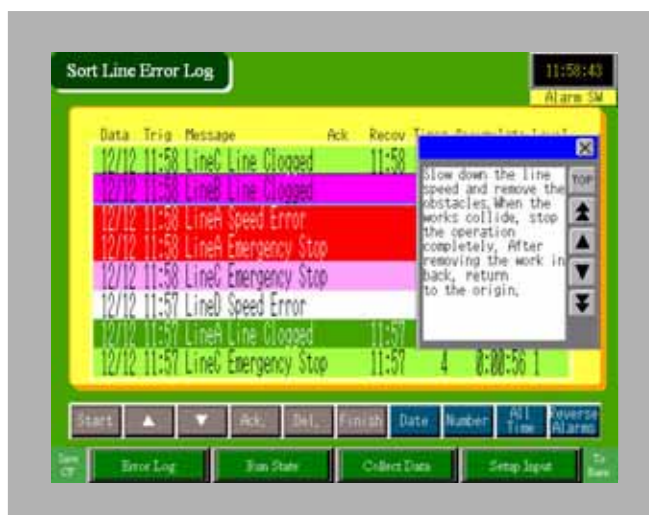 Sort Line Error Log
11:58:43
Alarm SW
Data Trig Message Ack Recov
12/12 11:58 LineC Line Clogged 11:58
12/12 11:58 LineB Line Clogged
12/12 11:58 LineA Speed Error
12/12 11:58 LineA Emergency Stop
12/12 11:58 LineC Emergency Stop
12/12 11:57 LineD Speed Error
12/12 11:57 LineA Line Clogged 11:57
12/12 11:57 LineC Emergency Stop 11:57 4 0:00:56 1
Slow down the line
speed and remove the
obstacles.When the
works collide, stop
the operation
completely, After
removing the work in
back, return
to the origin,
TOP
Start Ack. Del. Finish Date Number All Time Reverse Alarms
Error Log Run State Collect Data Setup Input To